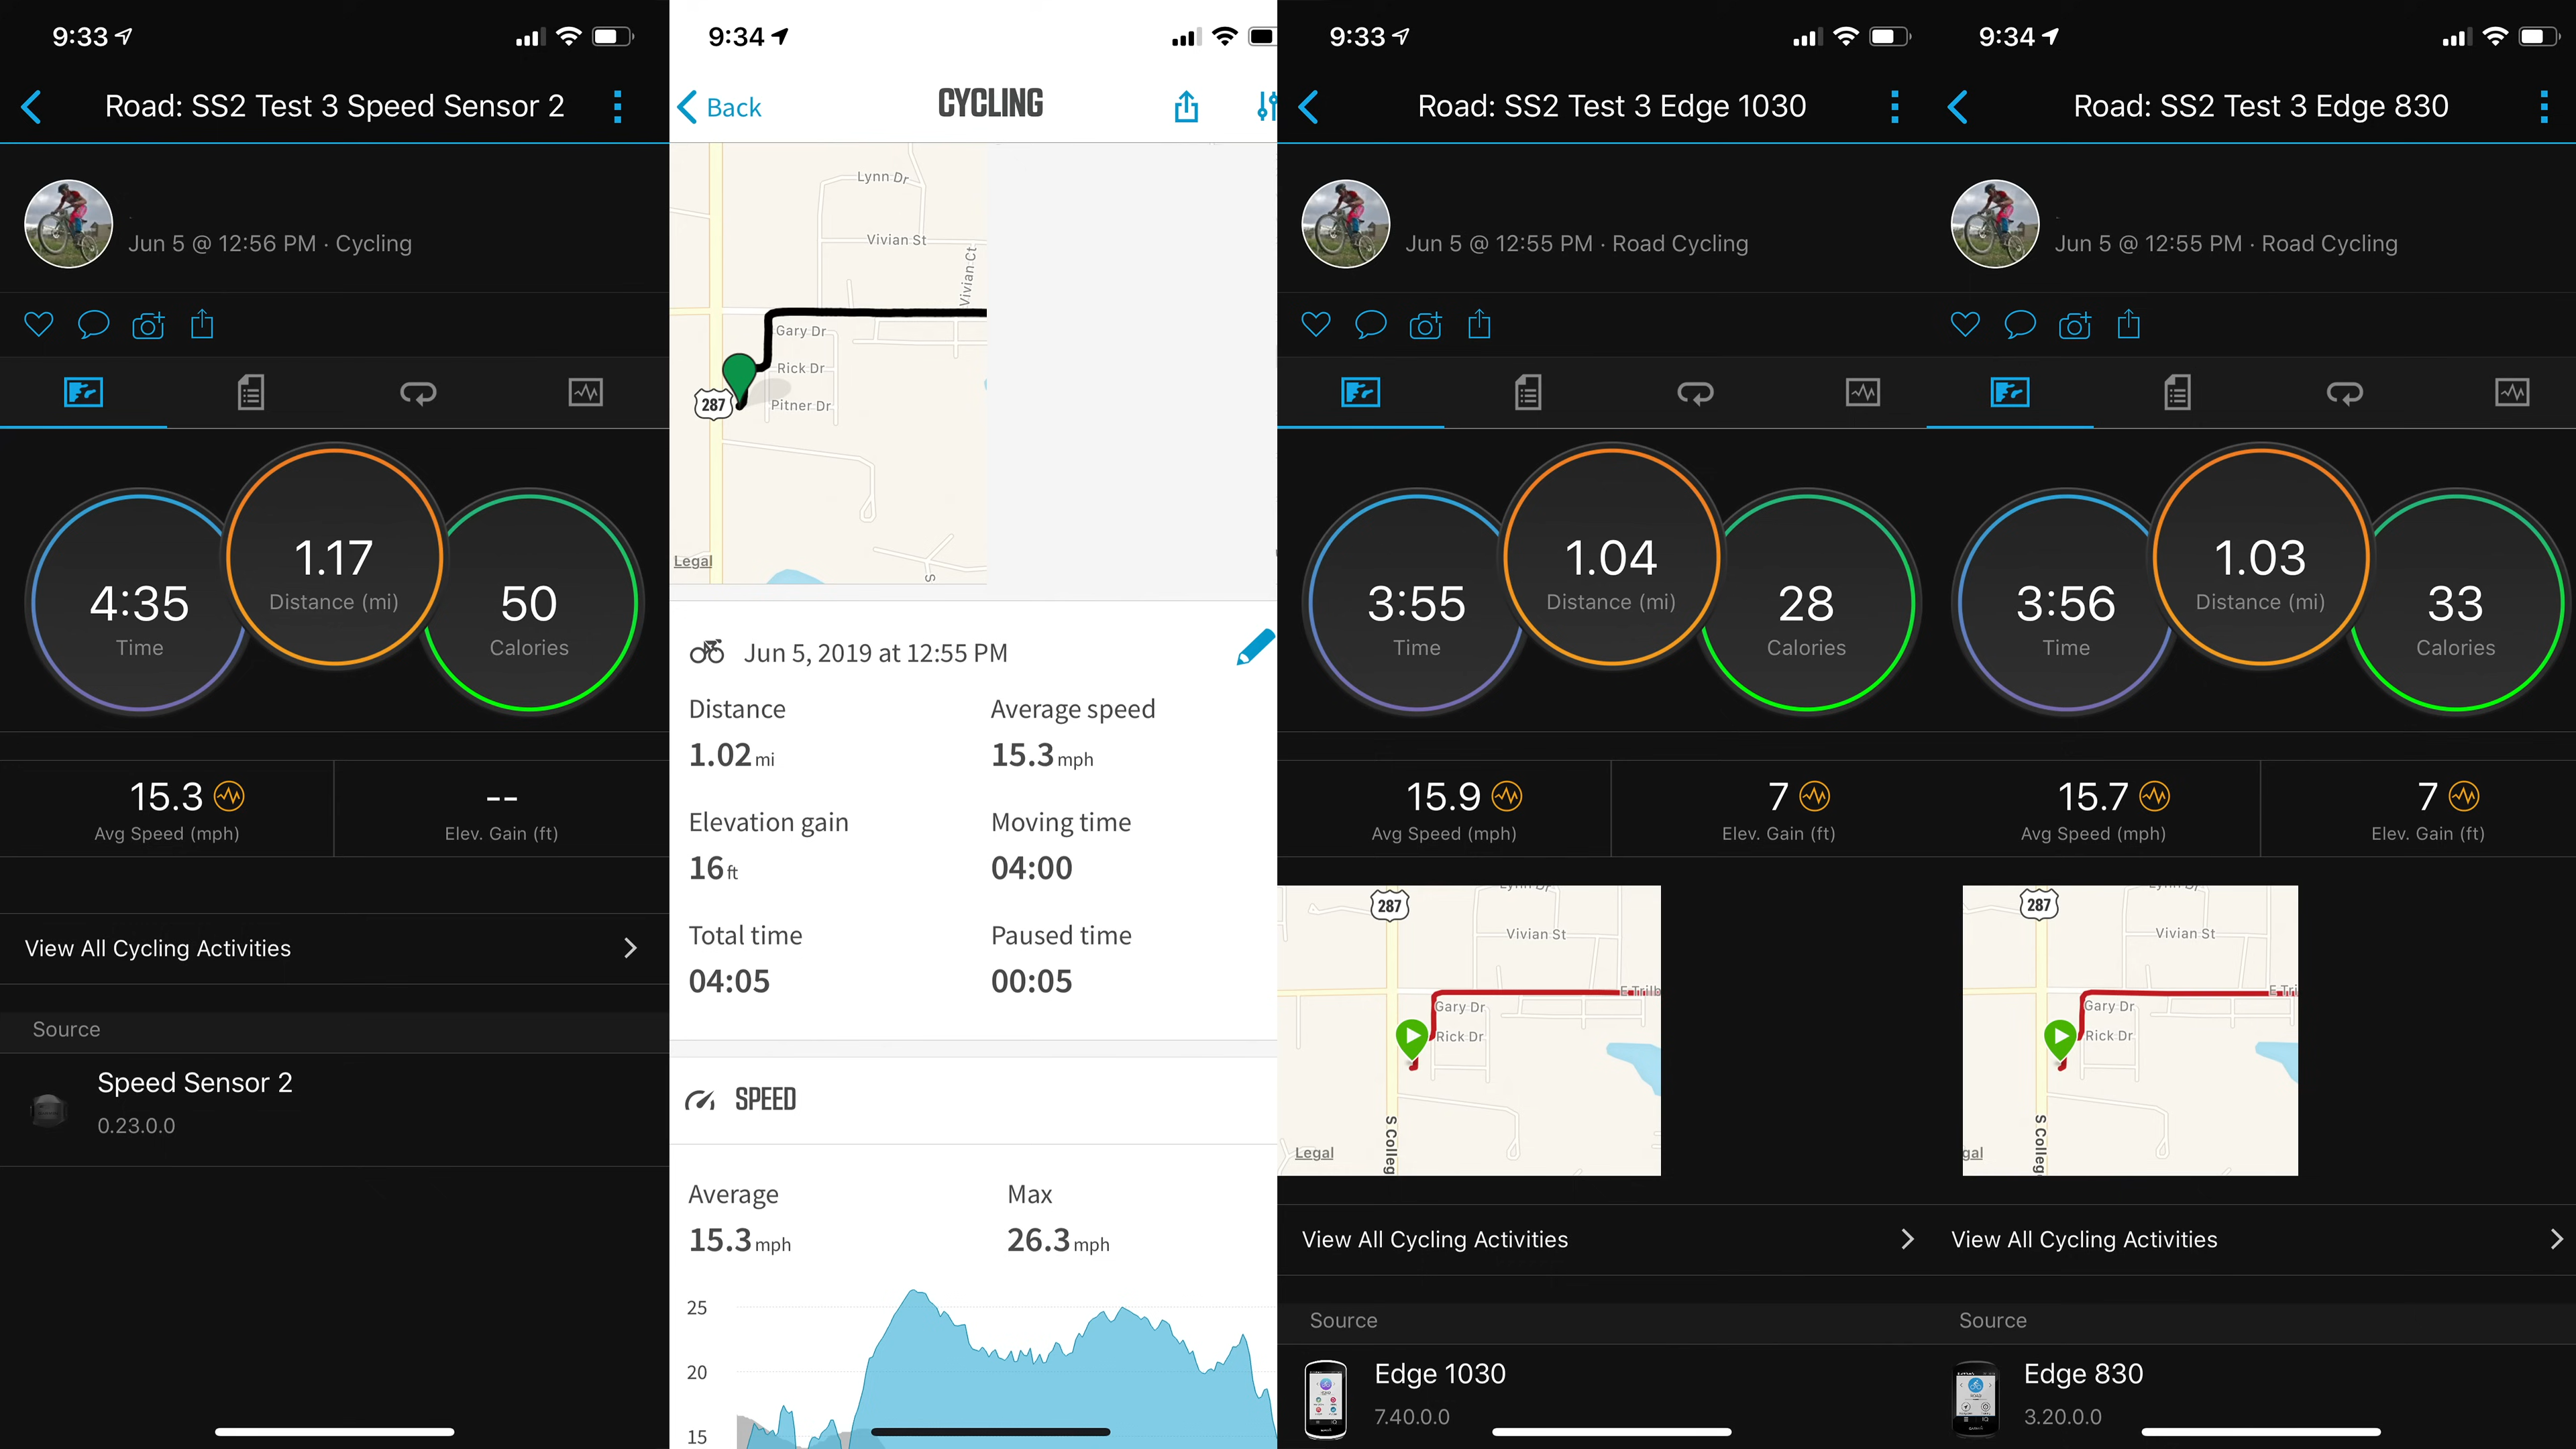 9:33
Road: SS2 Test 3 Speed Sensor 2
Jun 5 @ 12:56 PM · Cycling
1.17
Distance (mi)
4:35
Time
50
Calories
15.3
Avg Speed (mph)
--
Elev. Gain (ft)
View All Cycling Activities
Source
Speed Sensor 2
0.23.0.0
9:34
Back
CYCLING
Lynn Dr
Vivian St
Vivian Ct
Gary Dr
Rick Dr
287
Pitner Dr
Legal
S
Jun 5, 2019 at 12:55 PM
Distance
Average speed
1.02 mi
15.3 mph
Elevation gain
Moving time
16 ft
04:00
Total time
Paused time
04:05
00:05
SPEED
Average
Max
15.3 mph
26.3 mph
25
20
15
9:33
Road: SS2 Test 3 Edge 1030
Jun 5 @ 12:55 PM · Road Cycling
1.04
Distance (mi)
3:55
Time
28
Calories
15.9
Avg Speed (mph)
7
Elev. Gain (ft)
Lynn Dr
287
Vivian St
E Trilb
Gary Dr
Rick Dr
S Colleg
Legal
View All Cycling Activities
Source
Edge 1030
7.40.0.0
9:34
Road: SS2 Test 3 Edge 830
Jun 5 @ 12:55 PM · Road Cycling
1.03
Distance (mi)
3:56
Time
33
Calories
15.7
Avg Speed (mph)
7
Elev. Gain (ft)
Lynn Dr
287
Vivian St
E Tri
Gary Dr
Rick Dr
S Colleg
gal
View All Cycling Activities
Source
Edge 830
3.20.0.0